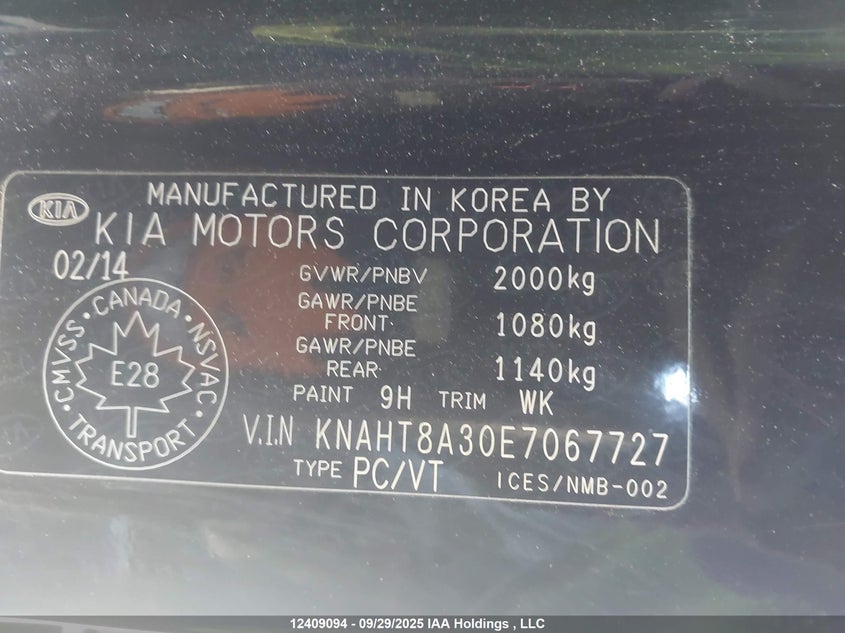 KIA
MANUFACTURED IN KOREA BY
KIA MOTORS CORPORATION
02/14
GVWR/PNBV 2000kg
GAWR/PNBE
FRONT 1080kg
GAWR/PNBE
REAR 1140kg
PAINT 9H TRIM WK
V.I.N KNAHT8A30E7067727
TYPE PC/VT ICES/NMB-002
CMVSS · CANADA · NSVAC · TRANSPORT ·
E28
12409094 - 09/29/2025 IAA Holdings , LLC